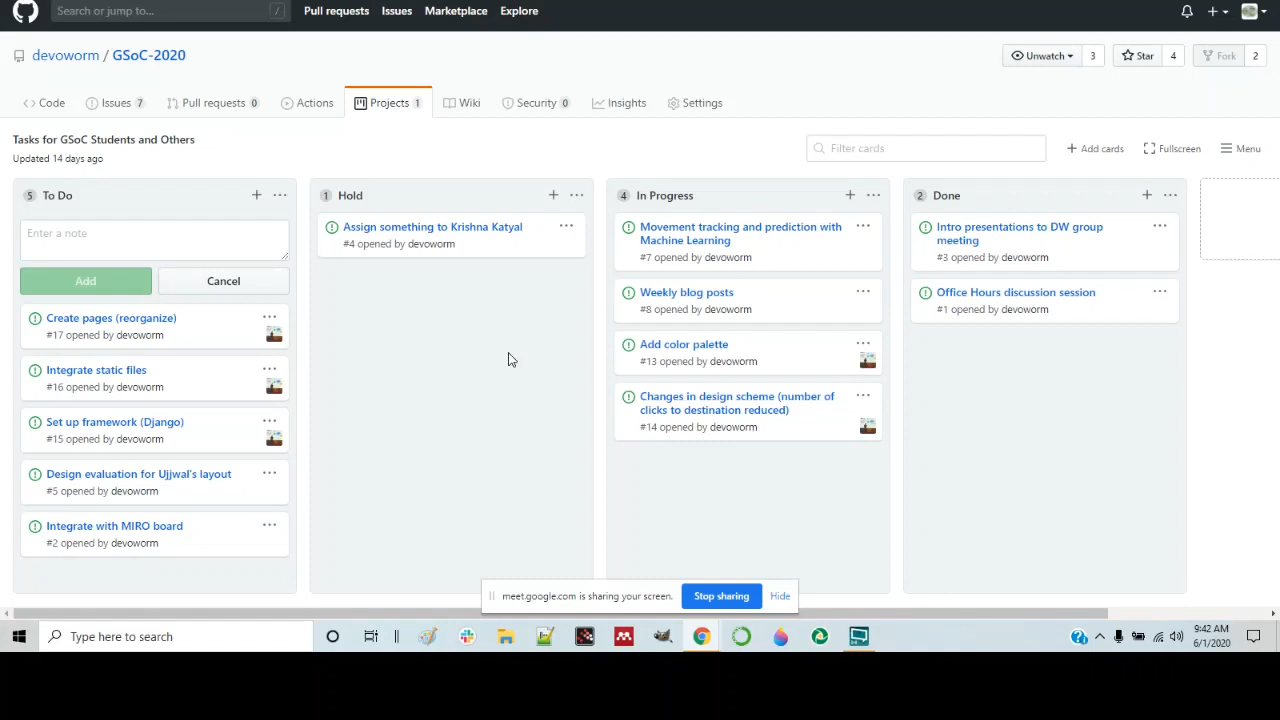 Search or jump to... /
Pull requests Issues Marketplace Explore
devoworm / GSoC-2020
Unwatch 3 Star 4 Fork 2
Code Issues 7 Pull requests 0 Actions Projects 1 Wiki Security 0 Insights Settings
Tasks for GSoC Students and Others
Updated 14 days ago
Filter cards
+ Add cards Fullscreen Menu
5 To Do
Enter a note
Add Cancel
Create pages (reorganize)
#17 opened by devoworm
Integrate static files
#16 opened by devoworm
Set up framework (Django)
#15 opened by devoworm
Design evaluation for Ujjwal's layout
#5 opened by devoworm
Integrate with MIRO board
#2 opened by devoworm
1 Hold
Assign something to Krishna Katyal
#4 opened by devoworm
4 In Progress
Movement tracking and prediction with
Machine Learning
#7 opened by devoworm
Weekly blog posts
#8 opened by devoworm
Add color palette
#13 opened by devoworm
Changes in design scheme (number of
clicks to destination reduced)
#14 opened by devoworm
2 Done
Intro presentations to DW group
meeting
#3 opened by devoworm
Office Hours discussion session
#1 opened by devoworm
meet.google.com is sharing your screen. Stop sharing Hide
Type here to search
9:42 AM
6/1/2020